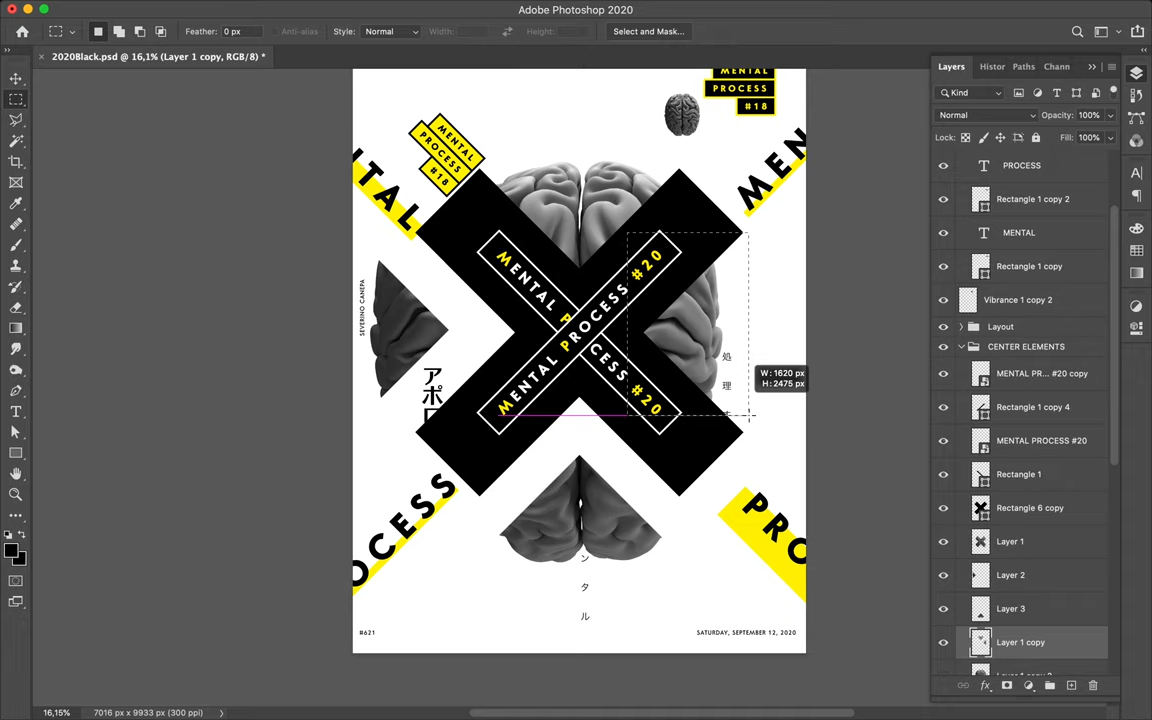 Adobe Photoshop 2020
Feather: 0 px
Anti-alias
Style: Normal
Width:
Height:
Select and Mask...
2020Black.psd @ 16,1% (Layer 1 copy, RGB/8) *
MENTAL
PROCESS
#18
MENTAL
PROCESS
#18
TAL
MEN
MENTAL P
CESS #20
MENTAL PROCESS #20
SEVERINO CANEPA
アポロ
処
理
W: 1620 px
H: 2475 px
OCESS
PRO
ン
タ
ル
#621
SATURDAY, SEPTEMBER 12, 2020
Layers
Histor
Paths
Chann
Kind
Normal
Opacity: 100%
Lock:
Fill: 100%
T PROCESS
Rectangle 1 copy 2
T MENTAL
Rectangle 1 copy
Vibrance 1 copy 2
Layout
CENTER ELEMENTS
MENTAL PR... #20 copy
Rectangle 1 copy 4
MENTAL PROCESS #20
Rectangle 1
Rectangle 6 copy
Layer 1
Layer 2
Layer 3
Layer 1 copy
fx
16,15%
7016 px x 9933 px (300 ppi)